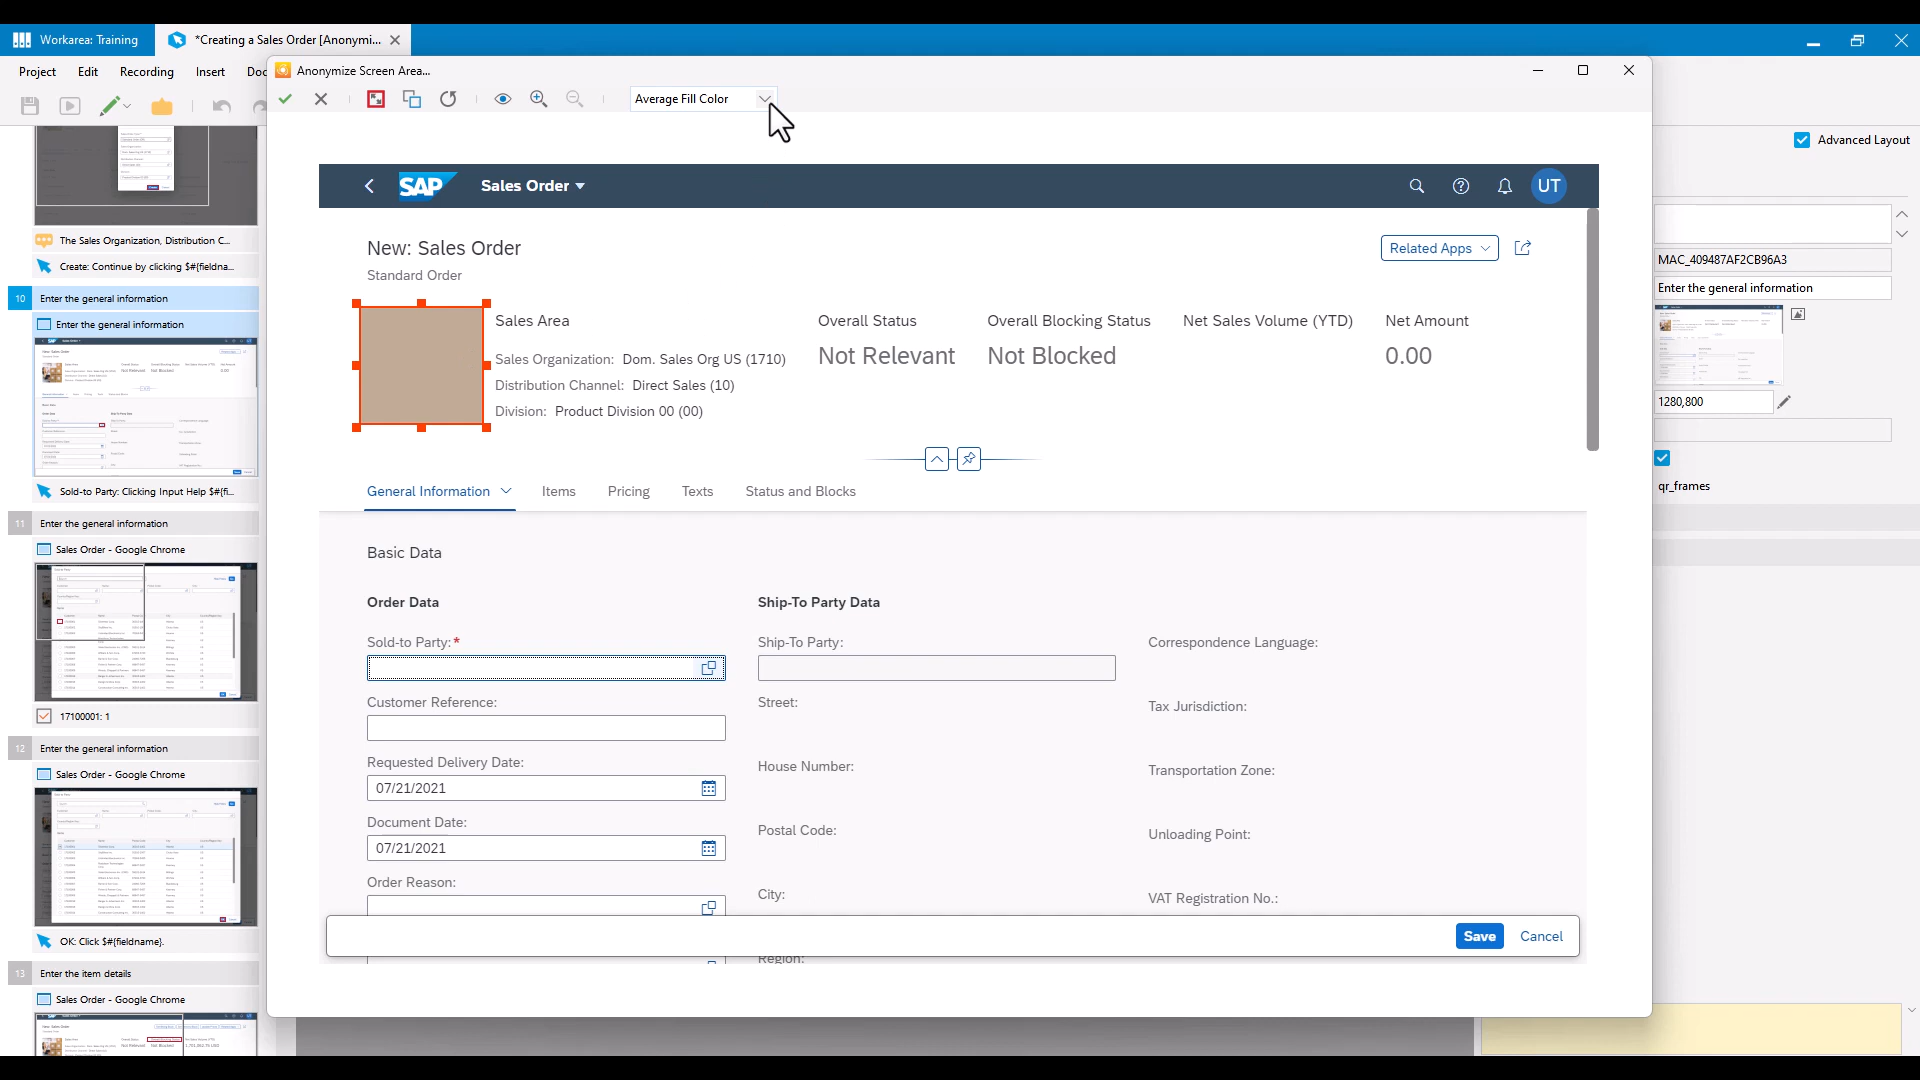 Workarea: Training
*Creating a Sales Order [Anonymi...
Project
Edit
Recording
Insert
Doc
Anonymize Screen Area...
Average Fill Color
Advanced Layout
The Sales Organization, Distribution C...
Create: Continue by clicking $#{fieldna...
10 Enter the general information
Enter the general information
Sold-to Party: Clicking Input Help $#{fi...
11 Enter the general information
Sales Order - Google Chrome
17100001: 1
12 Enter the general information
Sales Order - Google Chrome
OK: Click $#{fieldname}.
13 Enter the item details
Sales Order - Google Chrome
SAP
Sales Order
UT
New: Sales Order
Standard Order
Related Apps
Sales Area
Sales Organization: Dom. Sales Org US (1710)
Distribution Channel: Direct Sales (10)
Division: Product Division 00 (00)
Overall Status
Not Relevant
Overall Blocking Status
Not Blocked
Net Sales Volume (YTD)
Net Amount
0.00
General Information
Items
Pricing
Texts
Status and Blocks
Basic Data
Order Data
Sold-to Party:*
Customer Reference:
Requested Delivery Date:
07/21/2021
Document Date:
07/21/2021
Order Reason:
Ship-To Party Data
Ship-To Party:
Street:
House Number:
Postal Code:
City:
Region:
Correspondence Language:
Tax Jurisdiction:
Transportation Zone:
Unloading Point:
VAT Registration No.:
Save
Cancel
MAC_409487AF2CB96A3
Enter the general information
1280,800
qr_frames